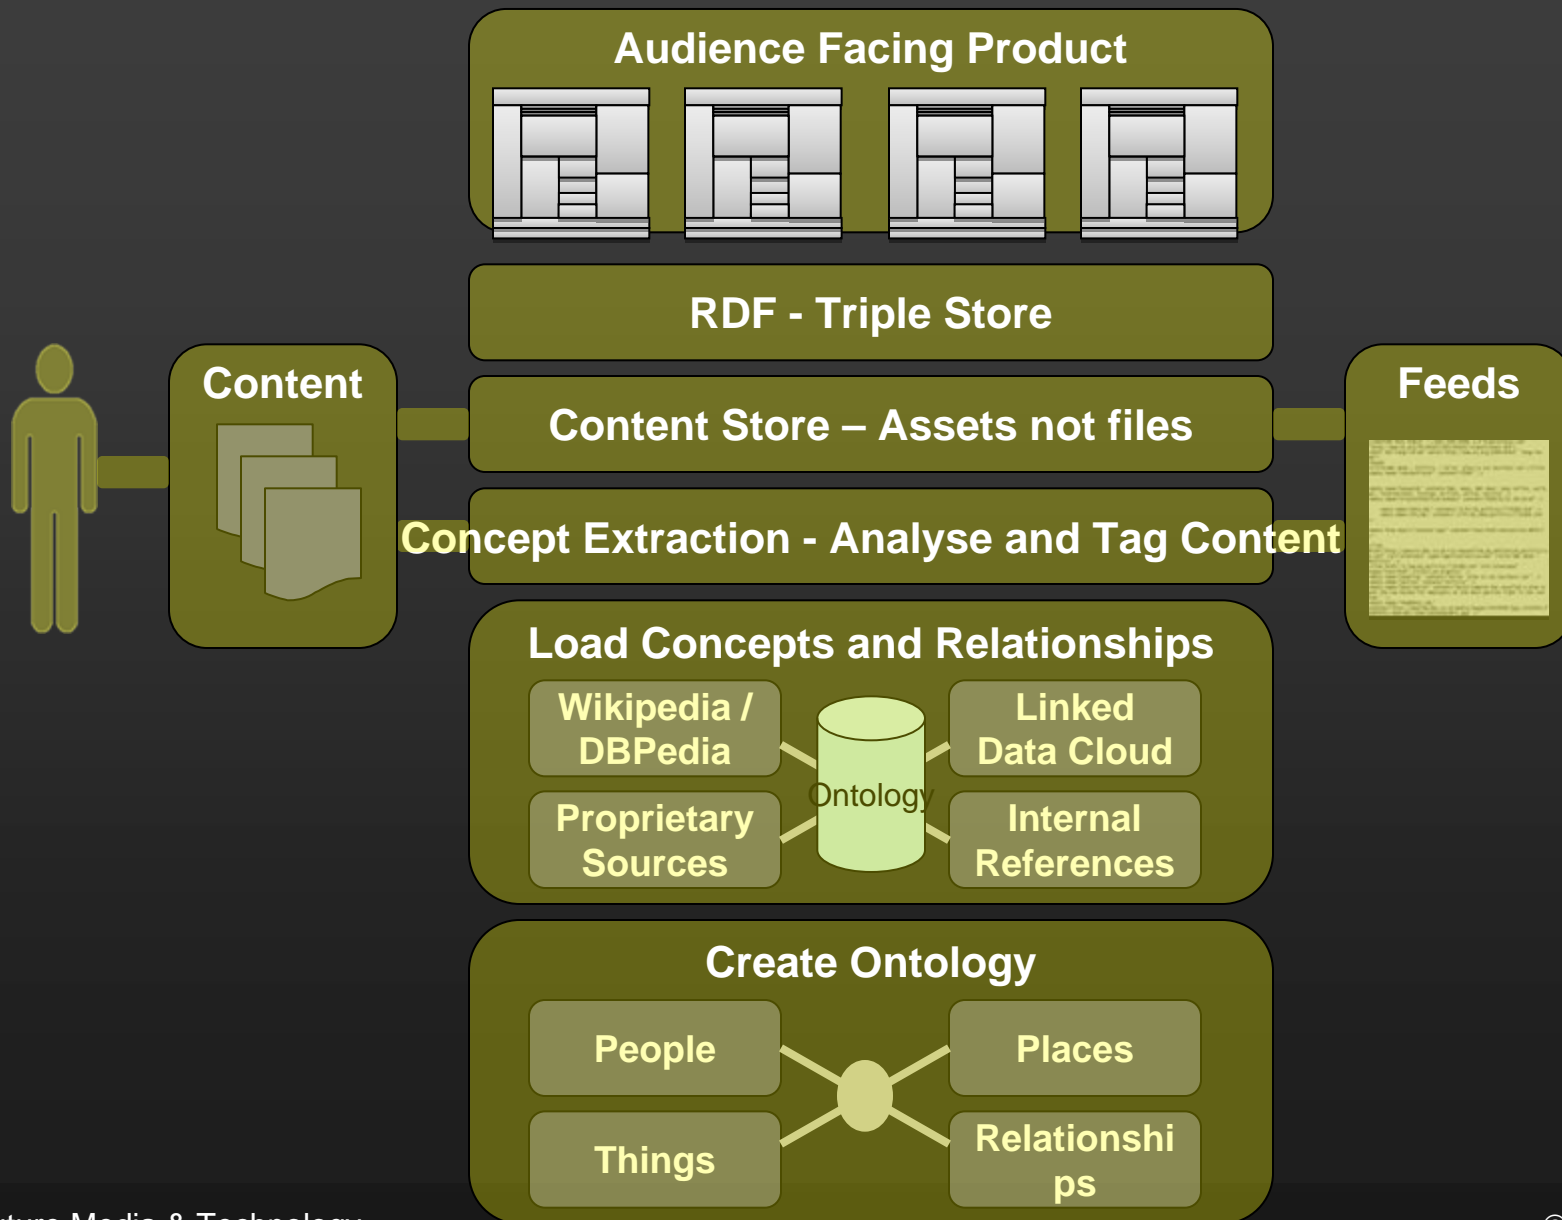 Audience Facing Product
RDF - Triple Store
Content
Content Store – Assets not files
Feeds
Concept Extraction - Analyse and Tag Content
Load Concepts and Relationships
Wikipedia /
DBPedia
Linked
Data Cloud
Ontology
Proprietary
Sources
Internal
References
Create Ontology
People
Places
Things
Relationshi
ps
Media & Technology
©